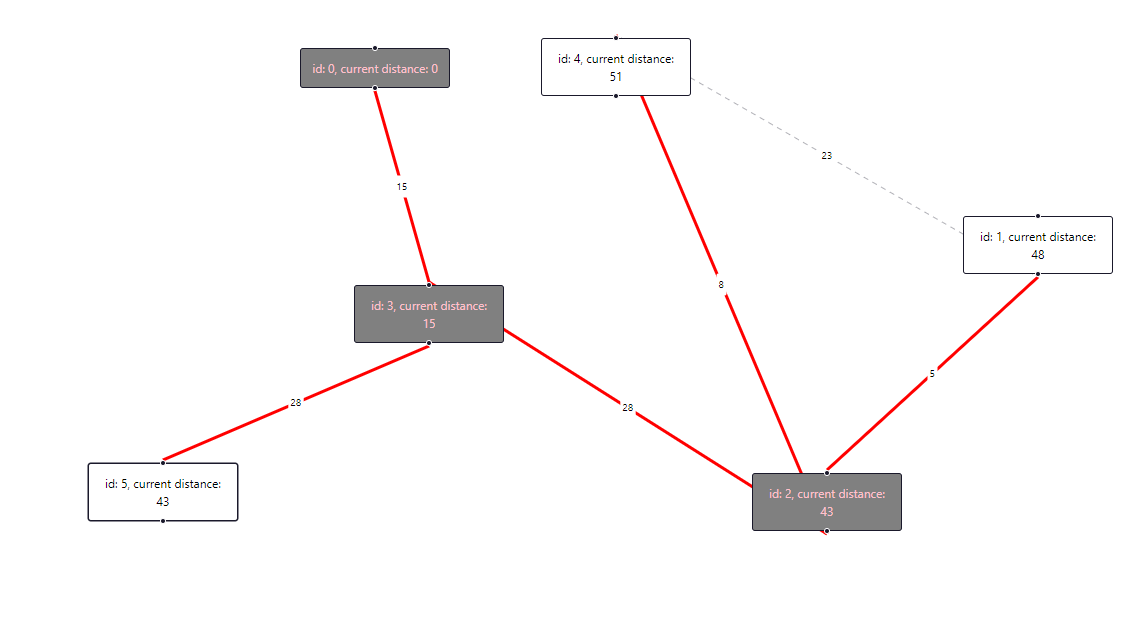 id: 0, current distance: 0
id: 4, current distance:
51
23
15
id: 1, current distance:
48
8
id: 3, current distance:
15
5
28
28
id: 5, current distance:
43
id: 2, current distance:
43